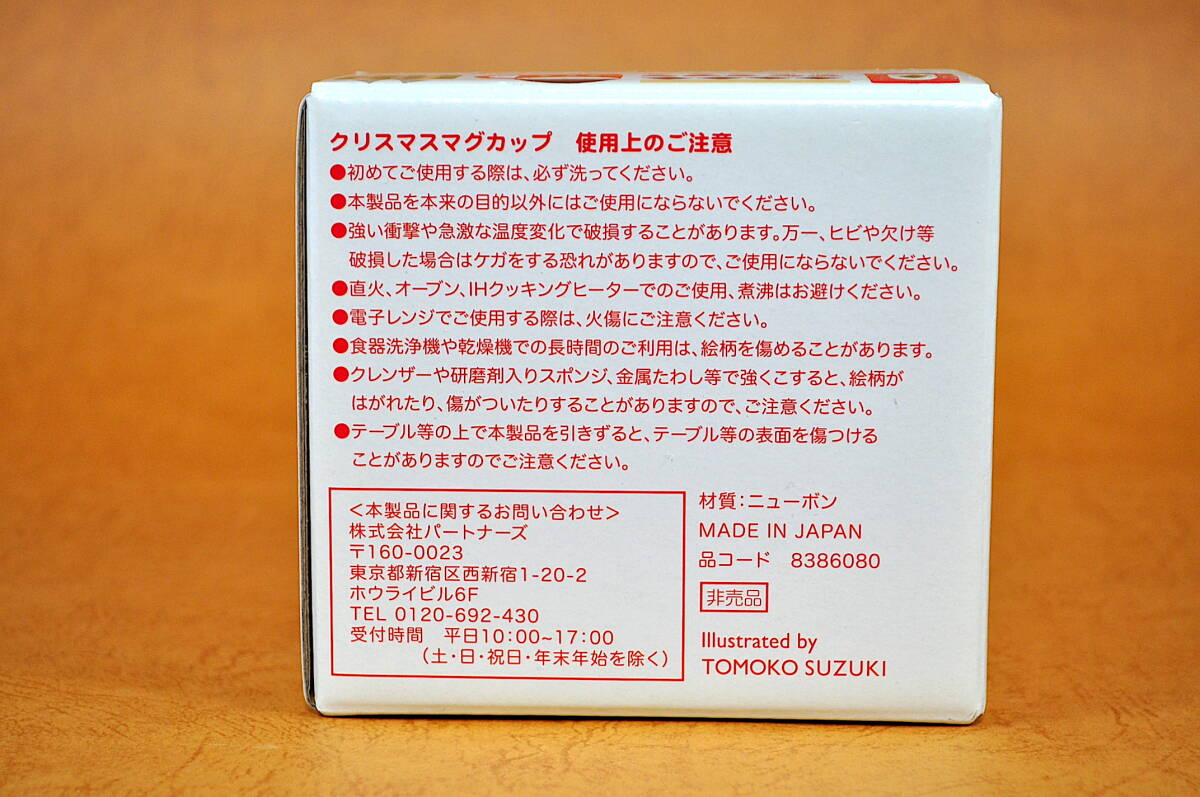 クリスマスマグカップ　使用上のご注意
●初めてご使用する際は、必ず洗ってください。
●本製品を本来の目的以外にはご使用にならないでください。
●強い衝撃や急激な温度変化で破損することがあります。万一、ヒビや欠け等
破損した場合はケガをする恐れがありますので、ご使用にならないでください。
●直火、オーブン、IHクッキングヒーターでのご使用、煮沸はお避けください。
●電子レンジでご使用する際は、火傷にご注意ください。
●食器洗浄機や乾燥機での長時間のご利用は、絵柄を傷めることがあります。
●クレンザーや研磨剤入りスポンジ、金属たわし等で強くこすると、絵柄が
はがれたり、傷がついたりすることがありますので、ご注意ください。
●テーブル等の上で本製品を引きずると、テーブル等の表面を傷つける
ことがありますのでご注意ください。
＜本製品に関するお問い合わせ＞
株式会社パートナーズ
〒160-0023
東京都新宿区西新宿1-20-2
ホウライビル6F
TEL 0120-692-430
受付時間　平日10:00~17:00
（土・日・祝日・年末年始を除く）
材質：ニューボン
MADE IN JAPAN
品コード　8386080
非売品
Illustrated by
TOMOKO SUZUKI